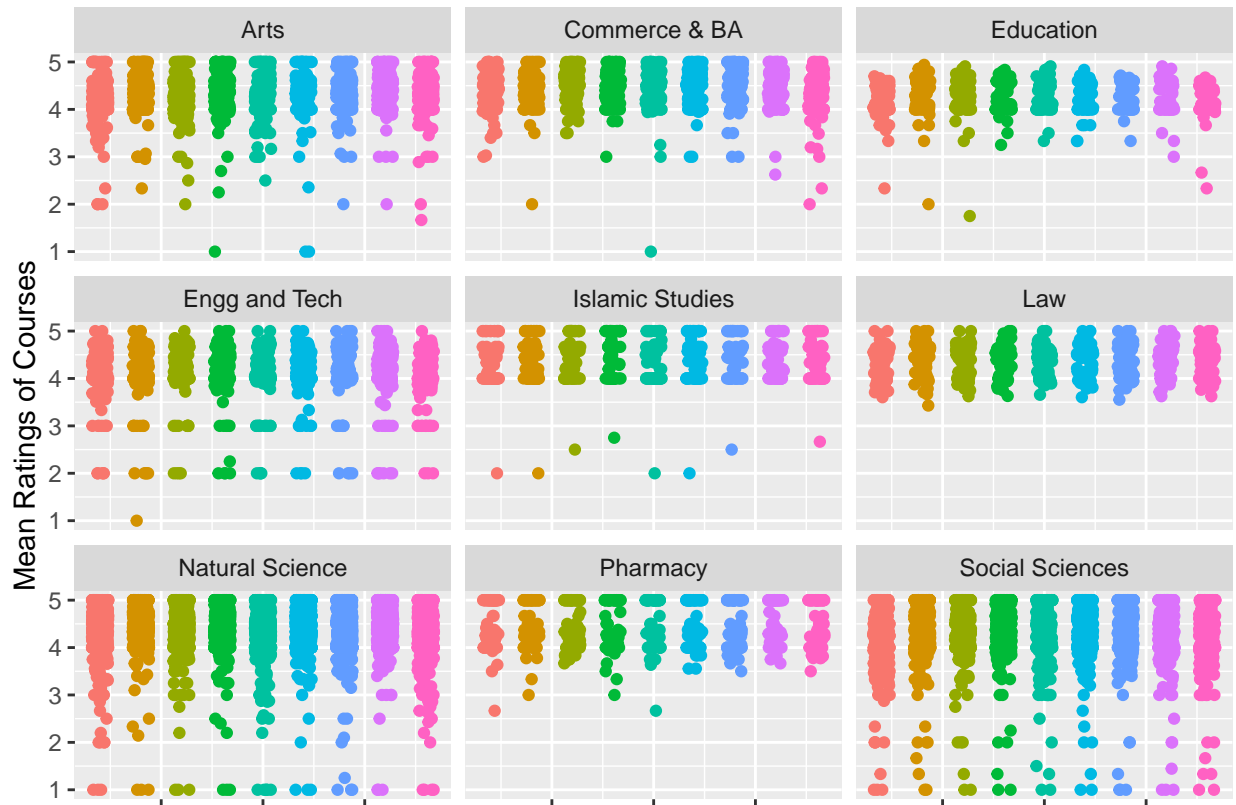 Arts
Commerce & BA
Education
5
4
3
2
1
Engg and Tech
Islamic Studies
Law
5
4
3
2
1
Natural Science
Pharmacy
Social Sciences
5
4
3
2
1
Mean Ratings of Courses